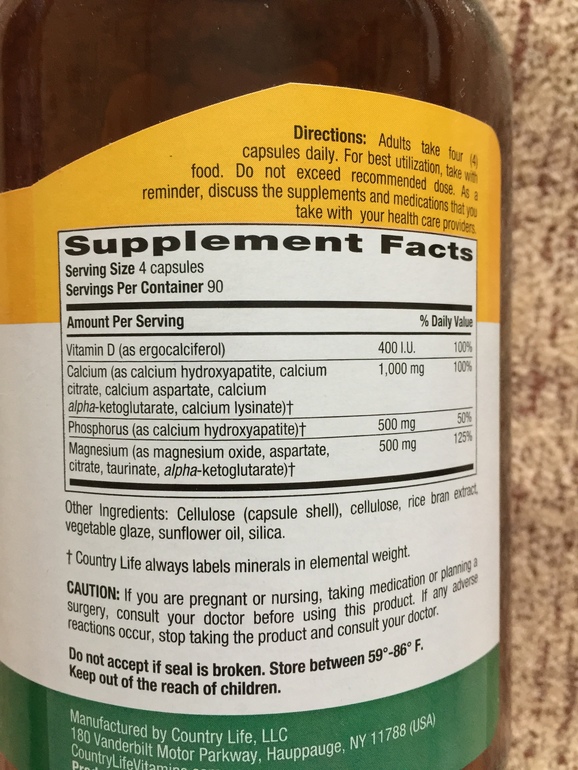 Directions: Adults take four (4)
capsules daily. For best utilization, take with
food. Do not exceed recommended dose. As a
reminder, discuss the supplements and medications that you
take with your health care providers.
Supplement Facts
Serving Size 4 capsules
Servings Per Container 90
Amount Per Serving % Daily Value
Vitamin D (as ergocalciferol) 400 I.U. 100%
Calcium (as calcium hydroxyapatite, calcium 1,000 mg 100%
citrate, calcium aspartate, calcium
alpha-ketoglutarate, calcium lysinate)†
Phosphorus (as calcium hydroxyapatite)† 500 mg 50%
Magnesium (as magnesium oxide, aspartate, 500 mg 125%
citrate, taurinate, alpha-ketoglutarate)†
Other Ingredients: Cellulose (capsule shell), cellulose, rice bran extract,
vegetable glaze, sunflower oil, silica.
† Country Life always labels minerals in elemental weight.
CAUTION: If you are pregnant or nursing, taking medication or planning a
surgery, consult your doctor before using this product. If any adverse
reactions occur, stop taking the product and consult your doctor.
Do not accept if seal is broken. Store between 59°-86° F.
Keep out of the reach of children.
Manufactured by Country Life, LLC
180 Vanderbilt Motor Parkway, Hauppauge, NY 11788 (USA)